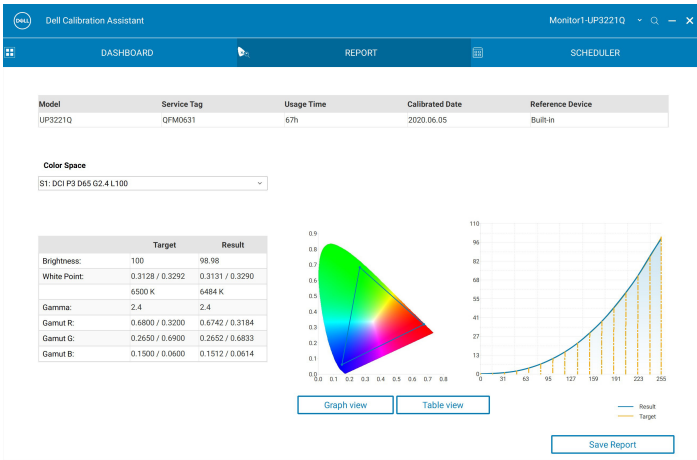 DELL Dell Calibration Assistant Monitor1-UP3221Q
DASHBOARD REPORT SCHEDULER
Model Service Tag Usage Time Calibrated Date Reference Device
UP3221Q QFM0631 67h 2020.06.05 Built-in
Color Space
S1: DCI P3 D65 G2.4 L100
Target Result
Brightness: 100 98.98
White Point: 0.3128 / 0.3292 0.3131 / 0.3290
6500 K 6484 K
Gamma: 2.4 2.4
Gamut R: 0.6800 / 0.3200 0.6742 / 0.3184
Gamut G: 0.2650 / 0.6900 0.2652 / 0.6833
Gamut B: 0.1500 / 0.0600 0.1512 / 0.0614
0.9
0.8
0.7
0.6
0.5
0.4
0.3
0.2
0.1
0.0
0.0 0.1 0.2 0.3 0.4 0.5 0.6 0.7 0.8
110
96
82
68
55
41
27
13
0 31 63 95 127 159 191 223 255
Graph view Table view
Result
Target
Save Report